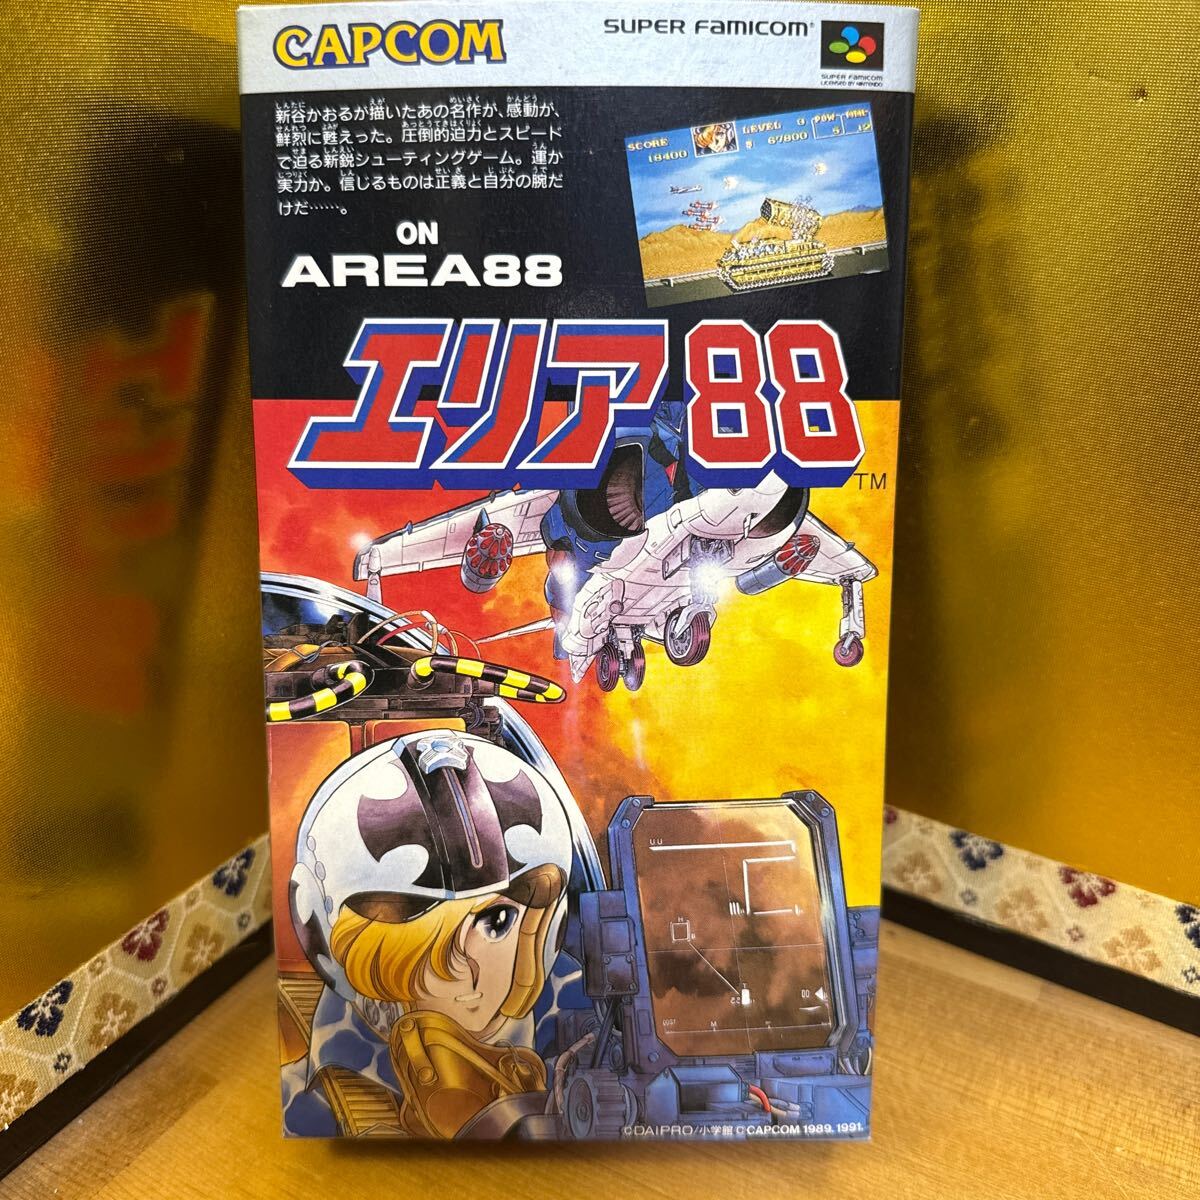 CAPCOM
SUPER FAMICOM
SUPER FAMICOM
LICENSED BY NINTENDO
新谷かおるが描いたあの名作が、感動が、
鮮烈に甦えった。圧倒的迫力とスピード
で迫る新鋭シューティングゲーム。運か
実力か。信じるものは正義と自分の腕だ
けだ……。
SCORE
18400
LEVEL 3
67800
POW
5
12
ON
AREA88
エリア88
TM
UU
H
B
T
00
M
©DAIPRO/小学館 © CAPCOM 1989, 1991.